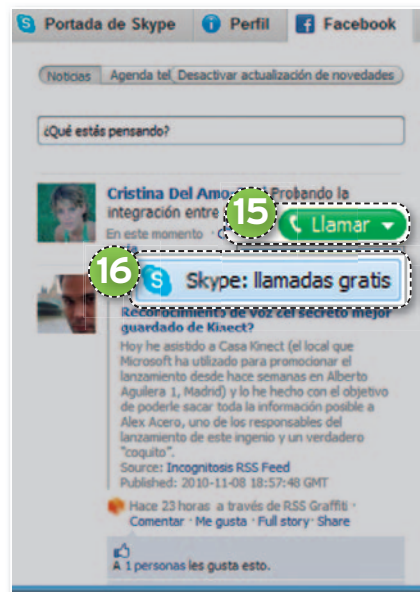 Portada de Skype Perfil Facebook
Noticias Agenda tel Desactivar actualización de novedades
¿Qué estás pensando?
Cristina Del Amo Probando la
integración entre
15 Llamar
En este momento
16 Skype: llamadas gratis
Reconocimiento de voz ¿el secreto mejor
guardado de Kinect?
Hoy he asistido a Casa Kinect (el local que
Microsoft ha utilizado para promocionar el
lanzamiento desde hace semanas en Alberto
Aguilera 1, Madrid) y lo he hecho con el objetivo
de poderle sacar toda la información posible a
Alex Acero, uno de los responsables del
lanzamiento de este ingenio y un verdadero
"coquito".
Source: Incognitosis RSS Feed
Published: 2010-11-08 18:57:48 GMT
Hace 23 horas a través de RSS Graffiti ·
Comentar · Me gusta · Full story · Share
A 1 personas les gusta esto.